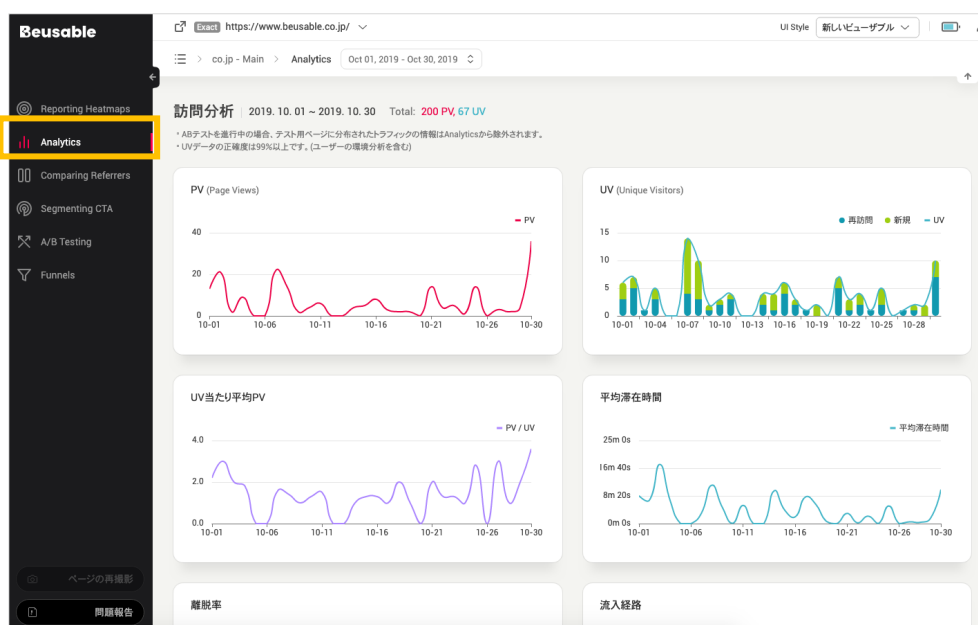 Beusable
Exact https://www.beusable.co.jp/
UI Style 新しいビューザブル
co.jp - Main > Analytics Oct 01, 2019 - Oct 30, 2019
Reporting Heatmaps
Analytics
Comparing Referrers
Segmenting CTA
A/B Testing
Funnels
ページの再撮影
問題報告
訪問分析 2019. 10. 01 ~ 2019. 10. 30 Total: 200 PV, 67 UV
・ABテストを進行中の場合、テスト用ページに分布されたトラフィックの情報はAnalyticsから除外されます。
・UVデータの正確度は99%以上です。(ユーザーの環境分析を含む)
PV (Page Views)
PV
40
20
0
10-01 10-06 10-11 10-16 10-21 10-26 10-30
UV (Unique Visitors)
再訪問 新規 UV
15
10
5
0
10-01 10-04 10-07 10-10 10-13 10-16 10-19 10-22 10-25 10-28
UV当たり平均PV
PV / UV
4.0
2.0
0.0
10-01 10-06 10-11 10-16 10-21 10-26 10-30
平均滞在時間
平均滞在時間
25m 0s
16m 40s
8m 20s
0m 0s
10-01 10-06 10-11 10-16 10-21 10-26 10-30
離脱率
流入経路